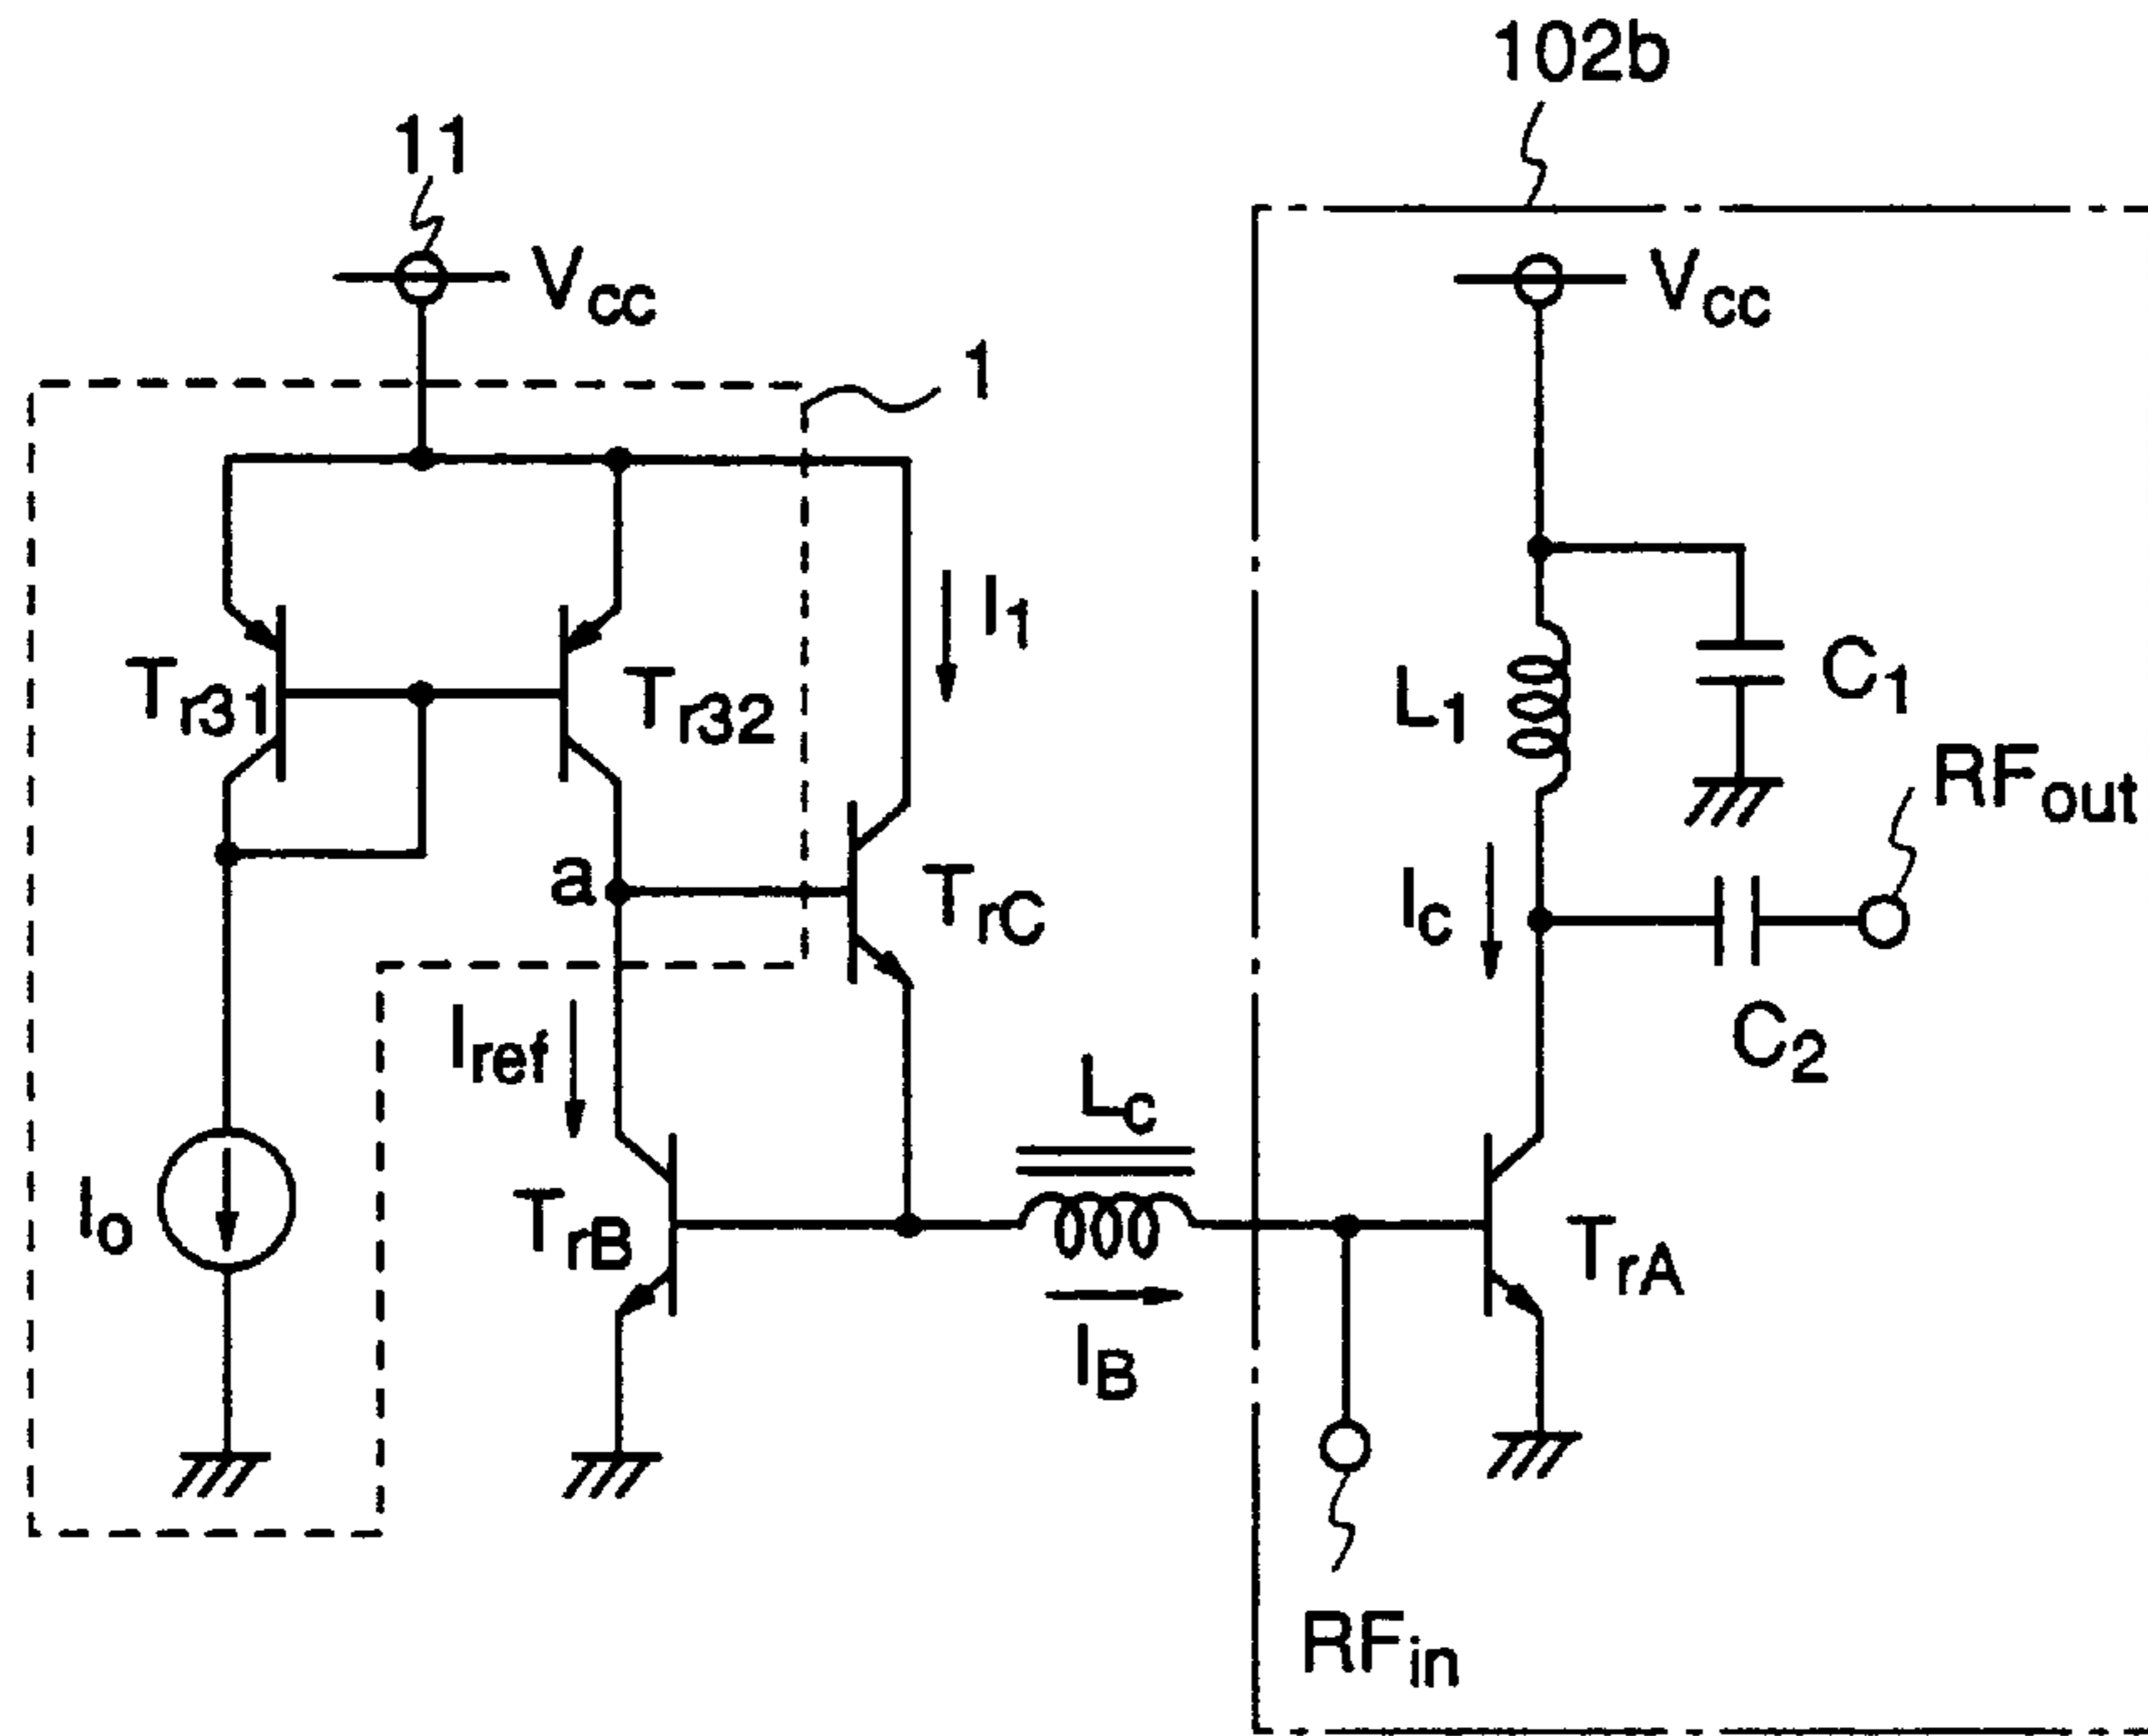 102b
11
Vcc
Vcc
1
I1
Tr31
Tr32
L1
C1
RFout
a
TrC
Ic
C2
Iref
Lc
Io
TrB
TrA
IB
RFin